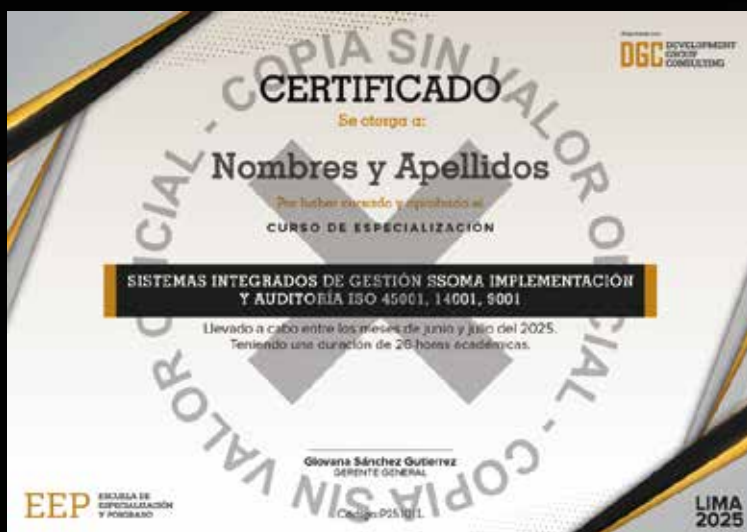 COPIA SIN VALOR OFICIAL - COPIA SIN VALOR OFICIAL -
DGC DEVELOPMENT
GROUP
CONSULTING
CERTIFICADO
Se otorga a:
Nombres y Apellidos
Por haber cursado y aprobado el
CURSO DE ESPECIALIZACIÓN
SISTEMAS INTEGRADOS DE GESTIÓN SSOMA IMPLEMENTACIÓN
Y AUDITORÍA ISO 45001, 14001, 9001
Llevado a cabo entre los meses de junio y julio del 2025.
Teniendo una duración de 26 horas académicas.
Giovana Sánchez Gutierrez
GERENTE GENERAL
EEP ESCUELA DE
ESPECIALIZACIÓN
Y POSGRADO
LIMA
2025